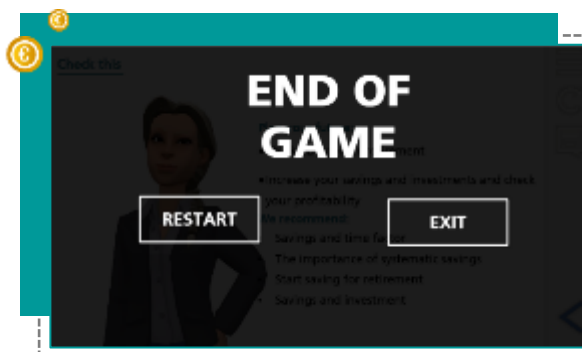 Check this
END OF
GAME
•Increase your savings and investments and check
your profitability
We recommend:
RESTART
EXIT
• Savings and time factor
• The importance of systematic savings
• Start saving for retirement
• Savings and investment